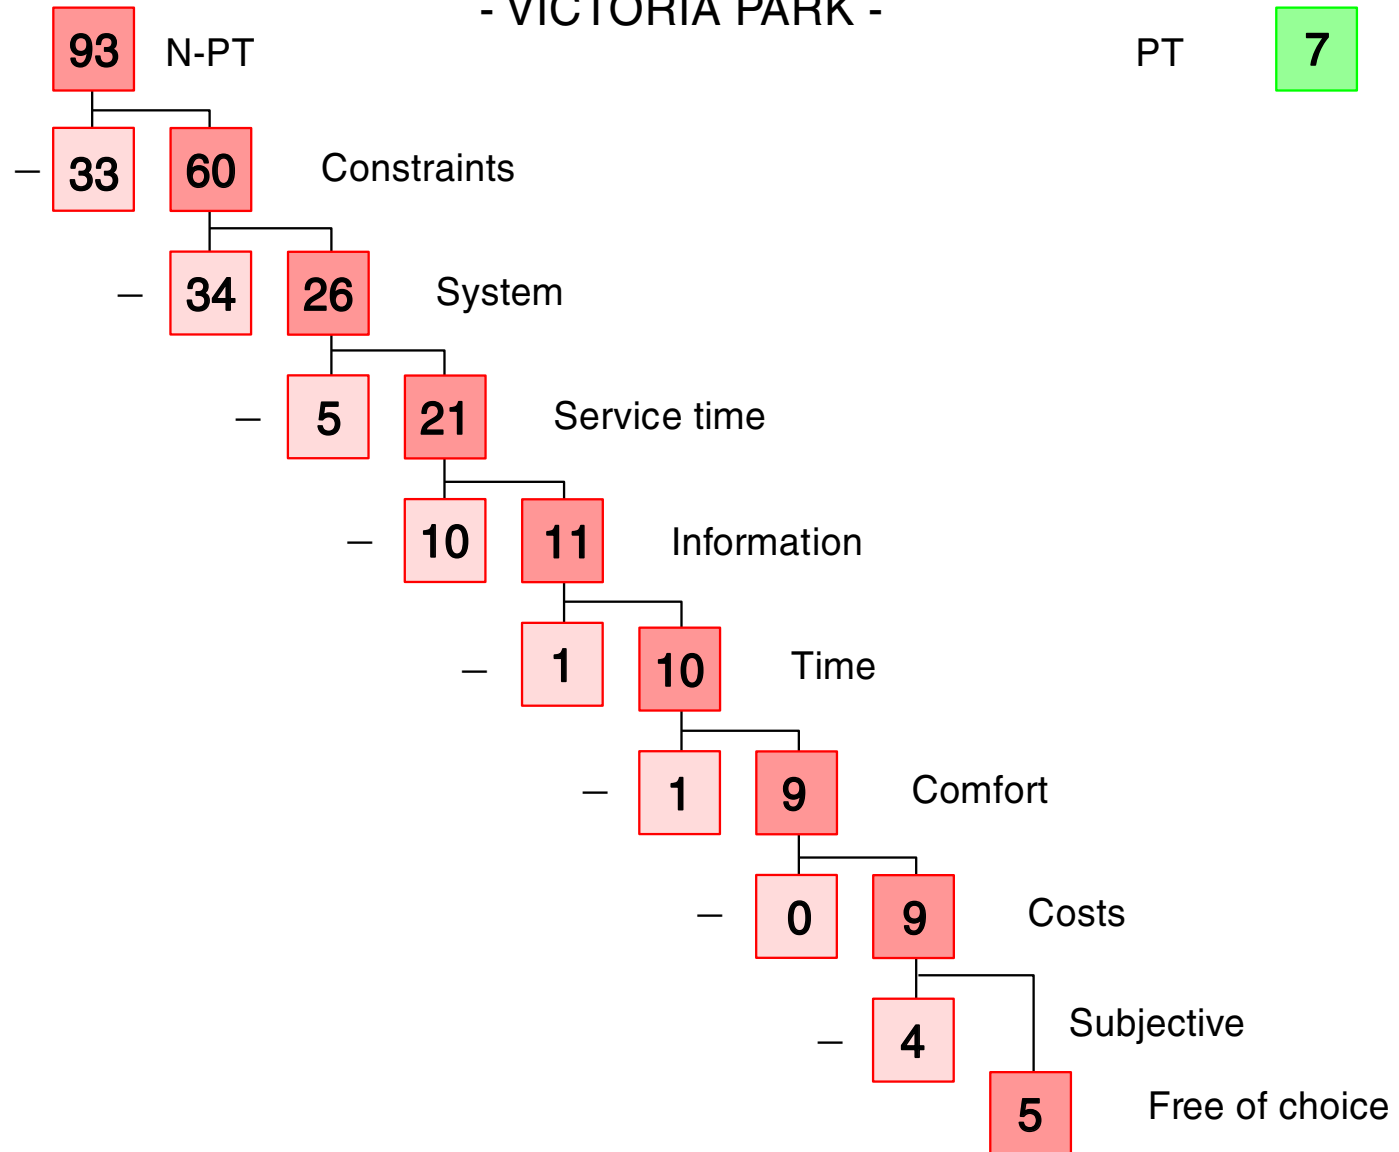 - VICTORIA PARK -
93 N-PT PT 7
– 33 60 Constraints
– 34 26 System
– 5 21 Service time
– 10 11 Information
– 1 10 Time
– 1 9 Comfort
– 0 9 Costs
– 4 Subjective
5 Free of choice